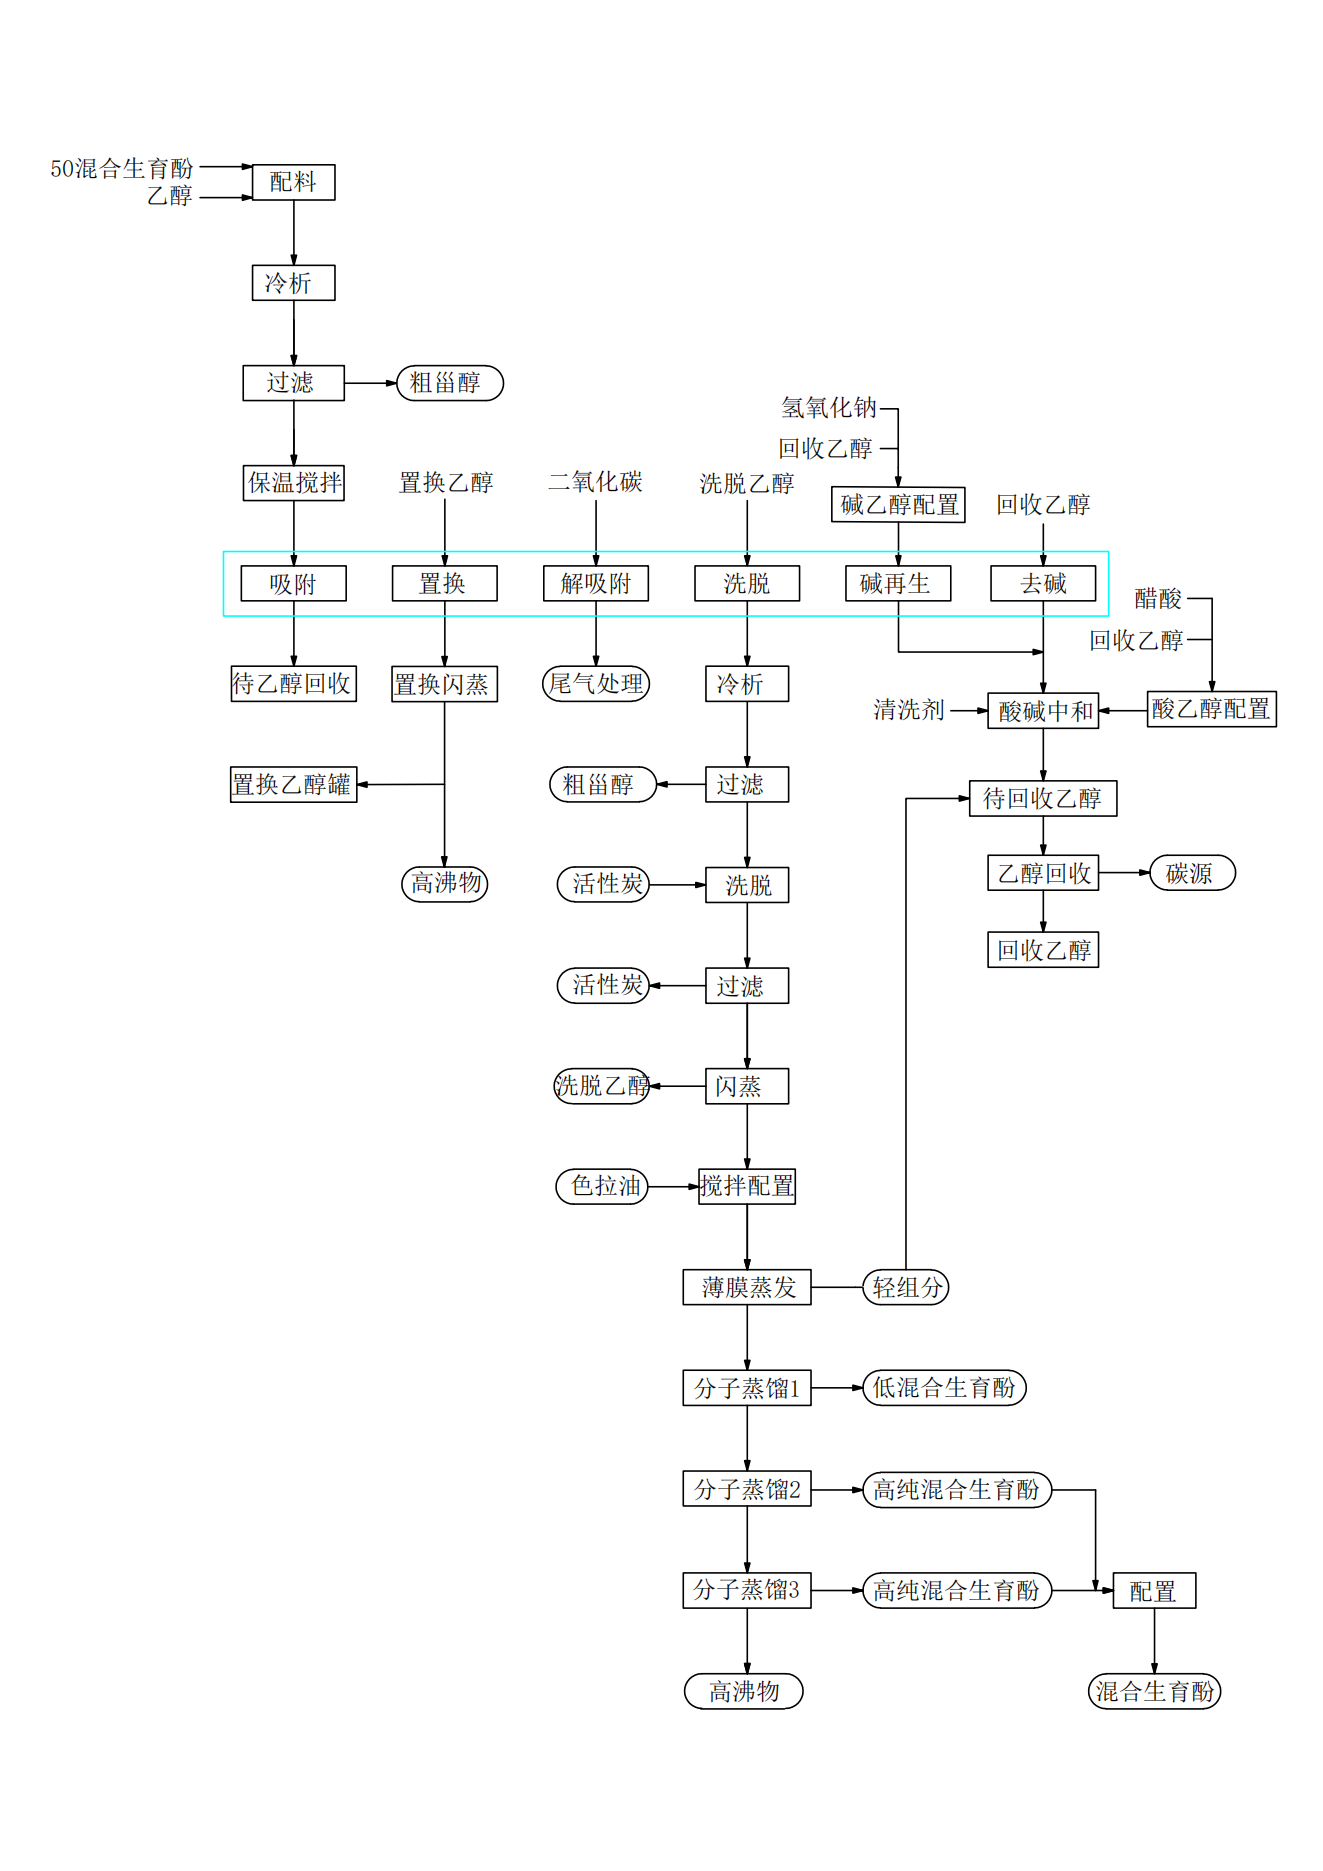 50混合生育酚
乙醇
配料
冷析
过滤
粗甾醇
氢氧化钠
回收乙醇
保温搅拌
置换乙醇
二氧化碳
洗脱乙醇
碱乙醇配置
回收乙醇
吸附
置换
解吸附
洗脱
碱再生
去碱
醋酸
回收乙醇
待乙醇回收
置换闪蒸
尾气处理
冷析
清洗剂
酸碱中和
酸乙醇配置
置换乙醇罐
粗甾醇
过滤
待回收乙醇
高沸物
活性炭
洗脱
乙醇回收
碳源
回收乙醇
活性炭
过滤
洗脱乙醇
闪蒸
色拉油
搅拌配置
薄膜蒸发
轻组分
分子蒸馏1
低混合生育酚
分子蒸馏2
高纯混合生育酚
分子蒸馏3
高纯混合生育酚
配置
高沸物
混合生育酚